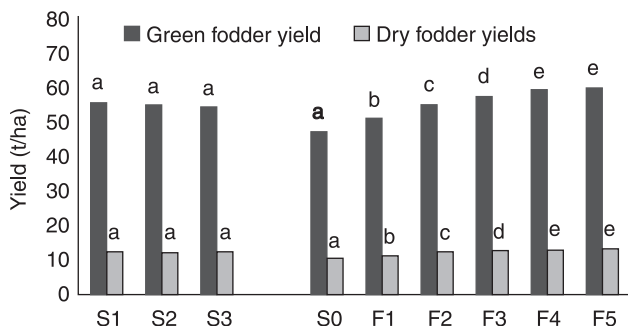 80
70
60
50
40
30
20
10
0
Yield (t/ha)
Green fodder yield Dry fodder yields
a a a a b c d e e
a a a a b c d e e
S1 S2 S3 S0 F1 F2 F3 F4 F5